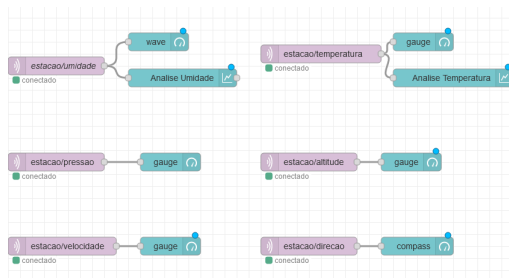 wave
gauge
estacao/umidade
estacao/temperatura
conectado
conectado
Analise Umidade
Analise Temperatura
estacao/pressao
gauge
estacao/altitude
gauge
conectado
conectado
estacao/velocidade
gauge
estacao/direcao
compass
conectado
conectado